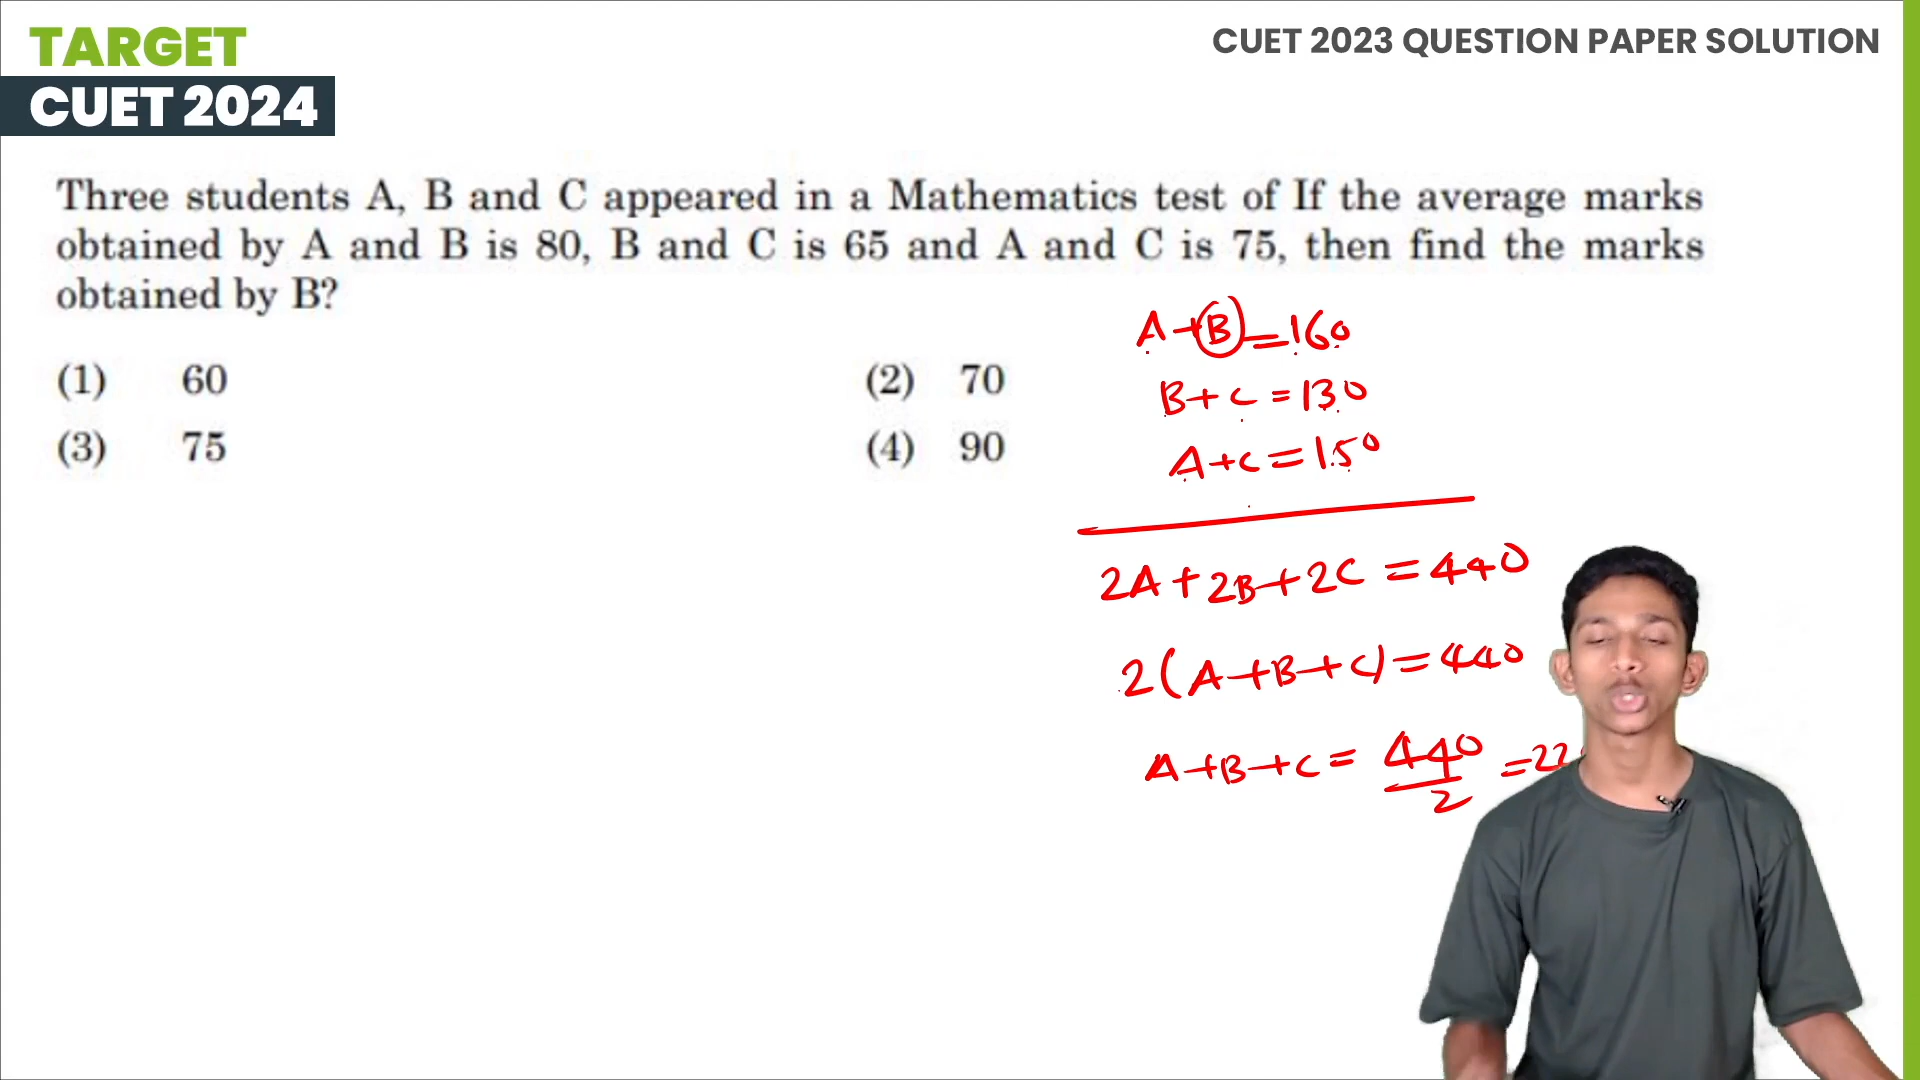 TARGET
CUET 2024
CUET 2023 QUESTION PAPER SOLUTION
Three students A, B and C appeared in a Mathematics test of If the average marks
obtained by A and B is 80, B and C is 65 and A and C is 75, then find the marks
obtained by B?
(1) 60
(2) 70
(3) 75
(4) 90
A+B=160
B+C=130
A+C=150
2A+2B+2C=440
2(A+B+C)=440
A+B+C=440/2=22